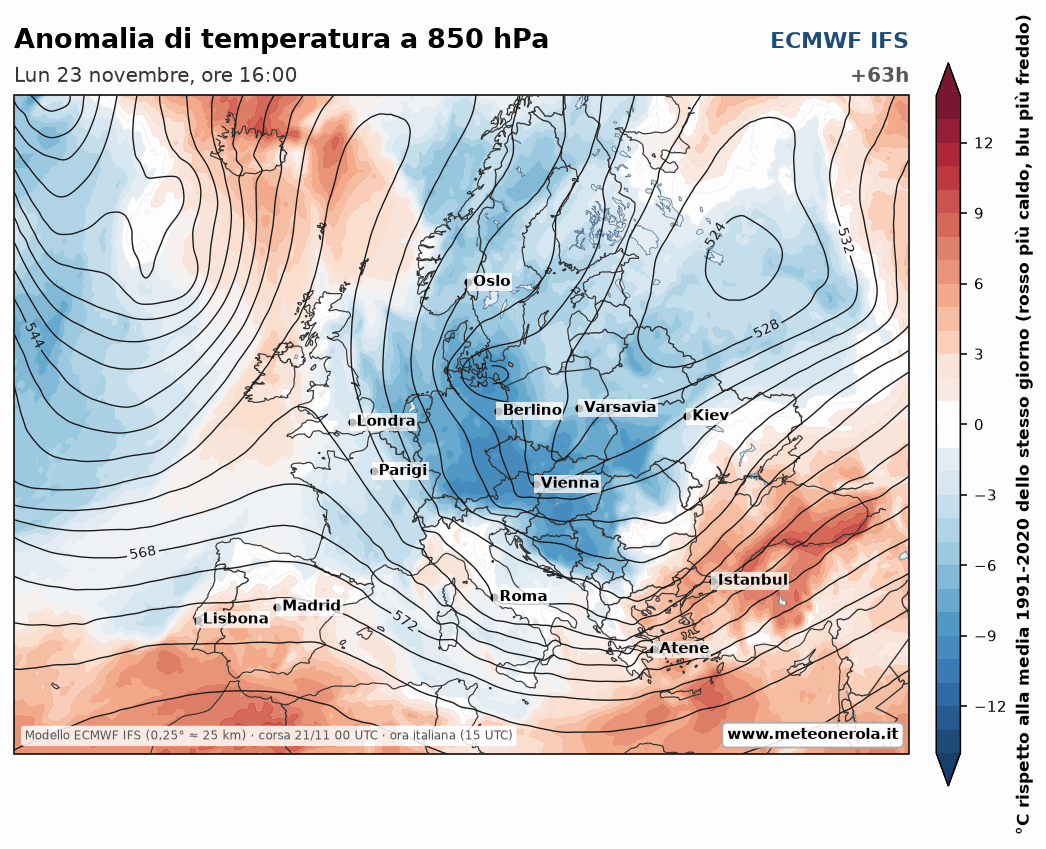 Anomalia di temperatura a 850 hPa
ECMWF IFS
Lun 23 novembre, ore 16:00
+63h
524
532
Oslo
528
544
Berlino
Varsavia
Kiev
Londra
Parigi
Vienna
568
Istanbul
Roma
Madrid
Lisbona
572
Atene
Modello ECMWF IFS (0,25° ≈ 25 km) · corsa 21/11 00 UTC · ora italiana (15 UTC)
www.meteonerola.it
12
9
6
3
0
−3
−6
−9
−12
°C rispetto alla media 1991-2020 dello stesso giorno (rosso più caldo, blu più freddo)